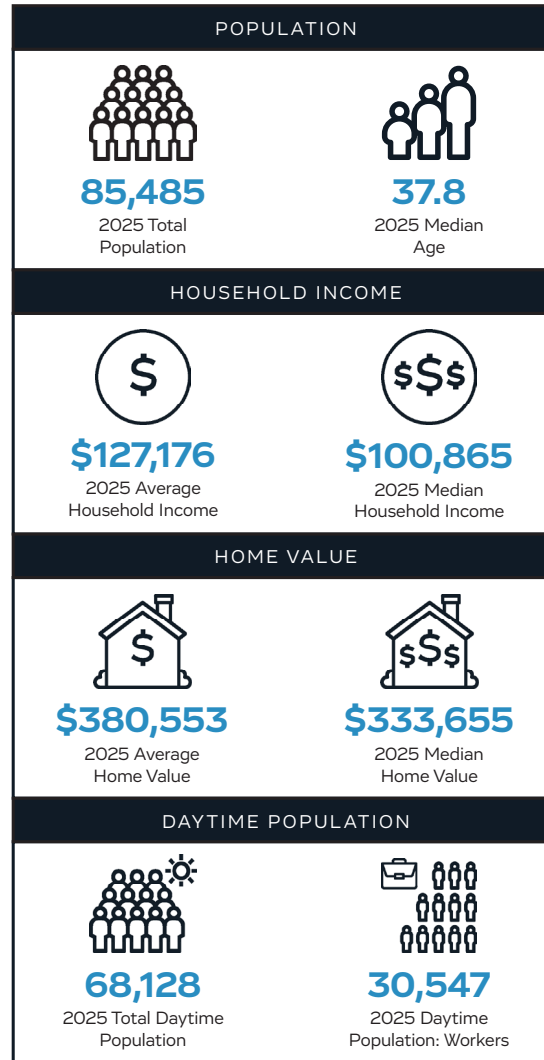 POPULATION
85,485
2025 Total
Population
37.8
2025 Median
Age
HOUSEHOLD INCOME
$
$127,176
2025 Average
Household Income
$$$
$100,865
2025 Median
Household Income
HOME VALUE
$
$380,553
2025 Average
Home Value
$$$
$333,655
2025 Median
Home Value
DAYTIME POPULATION
68,128
2025 Total Daytime
Population
30,547
2025 Daytime
Population: Workers